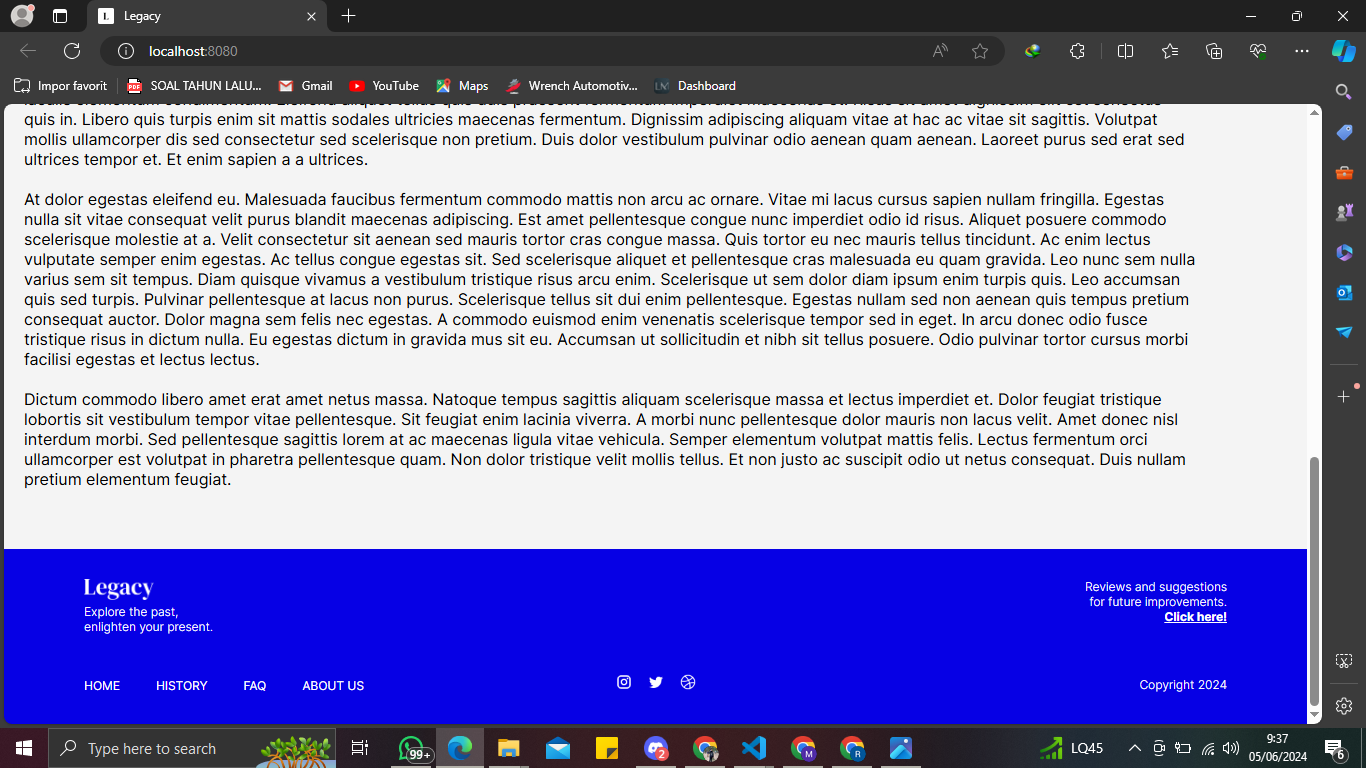 Legacy
localhost:8080
Impor favorit
SOAL TAHUN LALU...
Gmail
YouTube
Maps
Wrench Automotiv...
Dashboard
quis in. Libero quis turpis enim sit mattis sodales ultricies maecenas fermentum. Dignissim adipiscing aliquam vitae at hac ac vitae sit sagittis. Volutpat
mollis ullamcorper dis sed consectetur sed scelerisque non pretium. Duis dolor vestibulum pulvinar odio aenean quam aenean. Laoreet purus sed erat sed
ultrices tempor et. Et enim sapien a a ultrices.
At dolor egestas eleifend eu. Malesuada faucibus fermentum commodo mattis non arcu ac ornare. Vitae mi lacus cursus sapien nullam fringilla. Egestas
nulla sit vitae consequat velit purus blandit maecenas adipiscing. Est amet pellentesque congue nunc imperdiet odio id risus. Aliquet posuere commodo
scelerisque molestie at a. Velit consectetur sit aenean sed mauris tortor cras congue massa. Quis tortor eu nec mauris tellus tincidunt. Ac enim lectus
vulputate semper enim egestas. Ac tellus congue egestas sit. Sed scelerisque aliquet et pellentesque cras malesuada eu quam gravida. Leo nunc sem nulla
varius sem sit tempus. Diam quisque vivamus a vestibulum tristique risus arcu enim. Scelerisque ut sem dolor diam ipsum enim turpis quis. Leo accumsan
quis sed turpis. Pulvinar pellentesque at lacus non purus. Scelerisque tellus sit dui enim pellentesque. Egestas nullam sed non aenean quis tempus pretium
consequat auctor. Dolor magna sem felis nec egestas. A commodo euismod enim venenatis scelerisque tempor sed in eget. In arcu donec odio fusce
tristique risus in dictum nulla. Eu egestas dictum in gravida mus sit eu. Accumsan ut sollicitudin et nibh sit tellus posuere. Odio pulvinar tortor cursus morbi
facilisi egestas et lectus lectus.
Dictum commodo libero amet erat amet netus massa. Natoque tempus sagittis aliquam scelerisque massa et lectus imperdiet et. Dolor feugiat tristique
lobortis sit vestibulum tempor vitae pellentesque. Sit feugiat enim lacinia viverra. A morbi nunc pellentesque dolor mauris non lacus velit. Amet donec nisl
interdum morbi. Sed pellentesque sagittis lorem at ac maecenas ligula vitae vehicula. Semper elementum volutpat mattis felis. Lectus fermentum orci
ullamcorper est volutpat in pharetra pellentesque quam. Non dolor tristique velit mollis tellus. Et non justo ac suscipit odio ut netus consequat. Duis nullam
pretium elementum feugiat.
Legacy
Explore the past,
enlighten your present.
Reviews and suggestions
for future improvements.
Click here!
HOME
HISTORY
FAQ
ABOUT US
Copyright 2024
Type here to search
99+
2
LQ45
9:37
05/06/2024
6